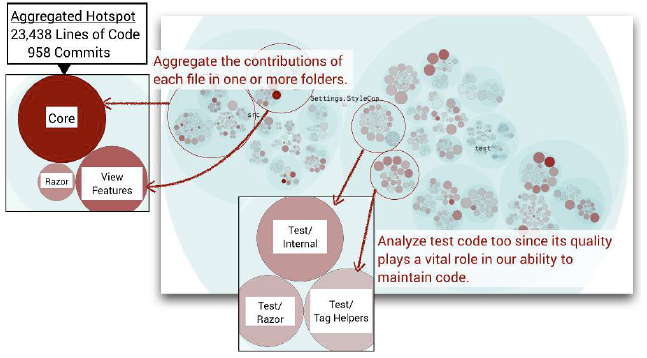 Aggregated Hotspot
23,438 Lines of Code
958 Commits
Aggregate the contributions of
each file in one or more folders.
Core
Razor
View
Features
Settings.StyleCop
src
test
Test/
Internal
Test/
Razor
Test/
Tag Helpers
Analyze test code too since its quality
plays a vital role in our ability to
maintain code.